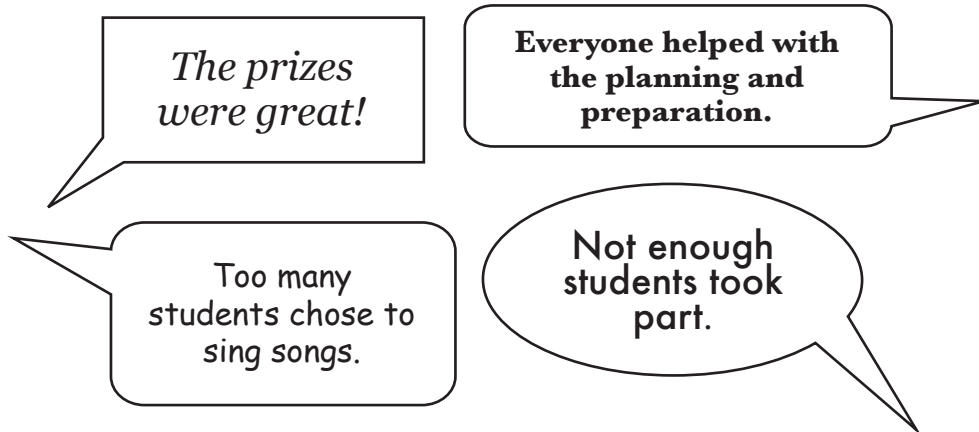 The prizes
were great!
Everyone helped with
the planning and
preparation.
Too many
students chose to
sing songs.
Not enough
students took
part.